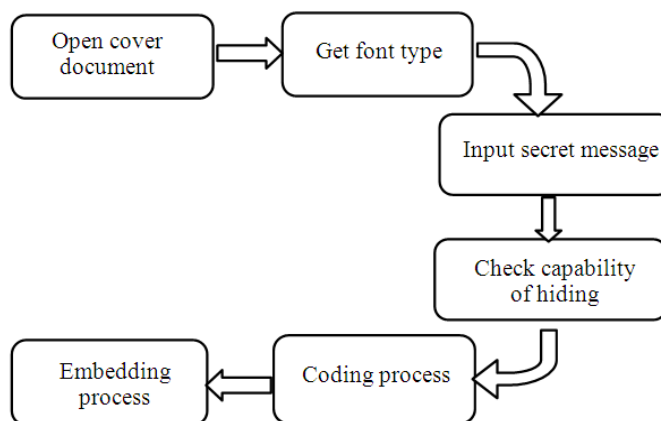 Open cover
document
Get font type
Input secret message
Check capability
of hiding
Coding process
Embedding
process